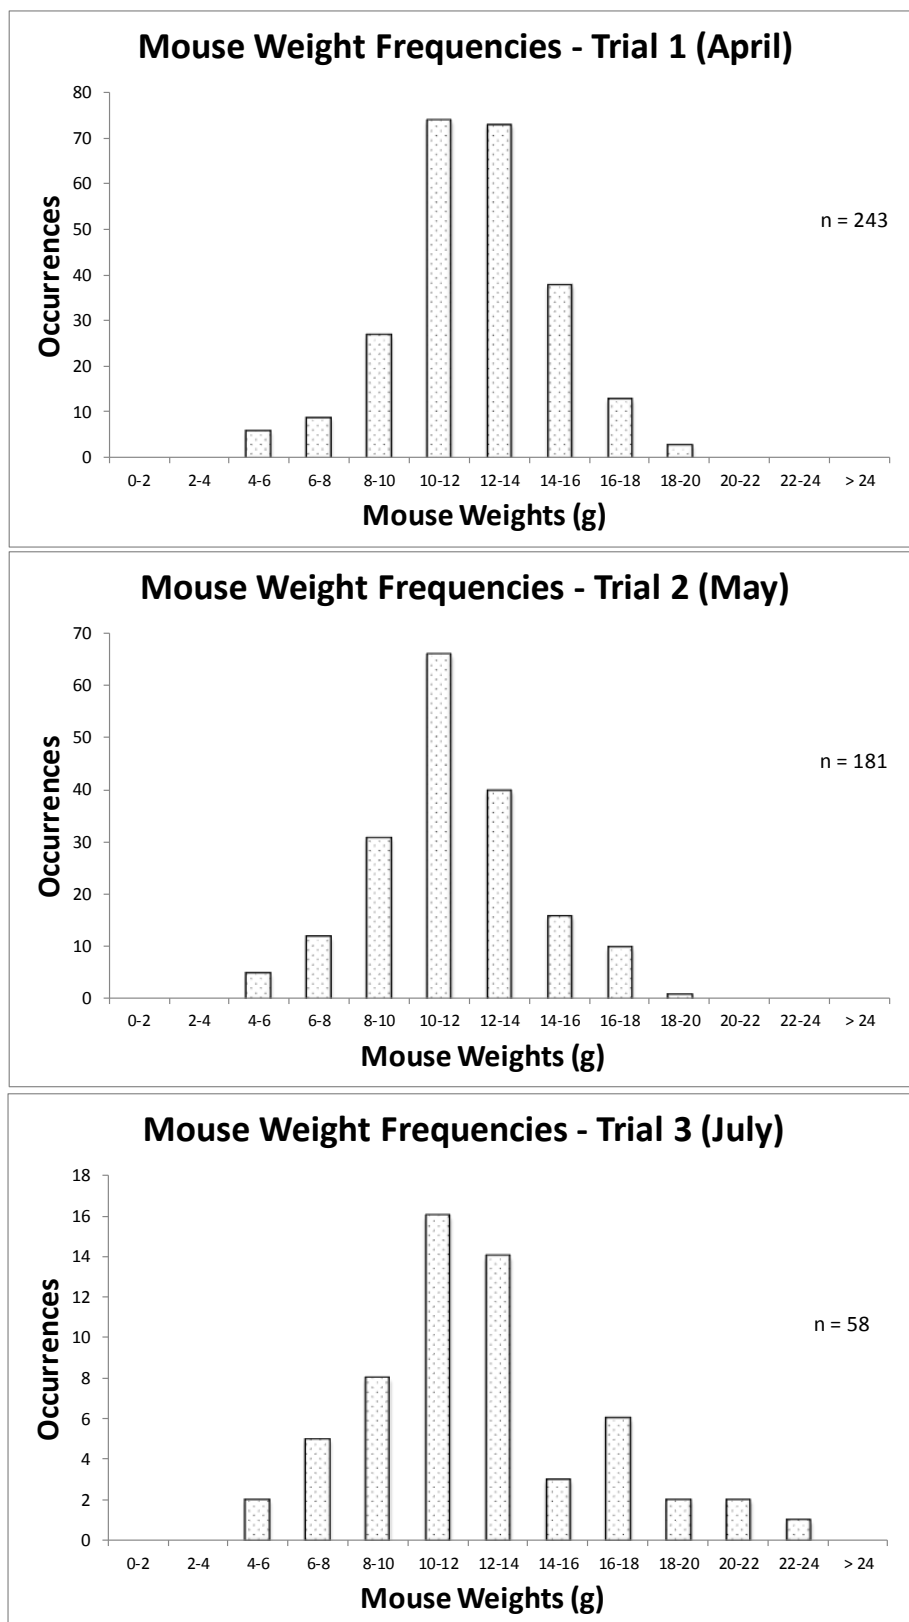 Mouse Weight Frequencies - Trial 1 (April)
80
70
60
50
40
30
20
10
0
Occurrences
n = 243
0-2 2-4 4-6 6-8 8-10 10-12 12-14 14-16 16-18 18-20 20-22 22-24 > 24
Mouse Weights (g)
Mouse Weight Frequencies - Trial 2 (May)
70
60
50
40
30
20
10
0
Occurrences
n = 181
0-2 2-4 4-6 6-8 8-10 10-12 12-14 14-16 16-18 18-20 20-22 22-24 > 24
Mouse Weights (g)
Mouse Weight Frequencies - Trial 3 (July)
18
16
14
12
10
8
6
4
2
0
Occurrences
n = 58
0-2 2-4 4-6 6-8 8-10 10-12 12-14 14-16 16-18 18-20 20-22 22-24 > 24
Mouse Weights (g)